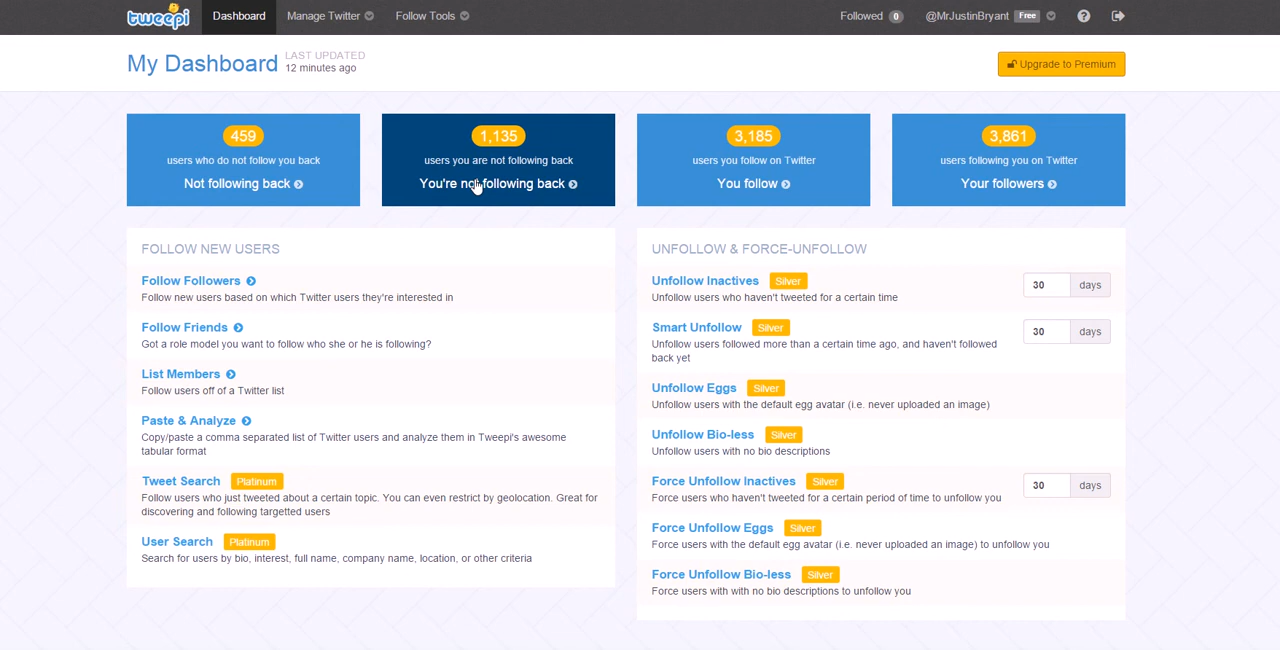 tweepi
Dashboard
Manage Twitter
Follow Tools
Followed 0
@MrJustinBryant Free
My Dashboard
LAST UPDATED
12 minutes ago
Upgrade to Premium
459
users who do not follow you back
Not following back
1,135
users you are not following back
You're not following back
3,185
users you follow on Twitter
You follow
3,861
users following you on Twitter
Your followers
FOLLOW NEW USERS
Follow Followers
Follow new users based on which Twitter users they're interested in
Follow Friends
Got a role model you want to follow who she or he is following?
List Members
Follow users off of a Twitter list
Paste & Analyze
Copy/paste a comma separated list of Twitter users and analyze them in Tweepi's awesome
tabular format
Tweet Search Platinum
Follow users who just tweeted about a certain topic. You can even restrict by geolocation. Great for
discovering and following targetted users
User Search Platinum
Search for users by bio, interest, full name, company name, location, or other criteria
UNFOLLOW & FORCE-UNFOLLOW
Unfollow Inactives Silver
Unfollow users who haven't tweeted for a certain time
30 days
Smart Unfollow Silver
Unfollow users followed more than a certain time ago, and haven't followed
back yet
30 days
Unfollow Eggs Silver
Unfollow users with the default egg avatar (i.e. never uploaded an image)
Unfollow Bio-less Silver
Unfollow users with no bio descriptions
Force Unfollow Inactives Silver
Force users who haven't tweeted for a certain period of time to unfollow you
30 days
Force Unfollow Eggs Silver
Force users with the default egg avatar (i.e. never uploaded an image) to unfollow you
Force Unfollow Bio-less Silver
Force users with with no bio descriptions to unfollow you